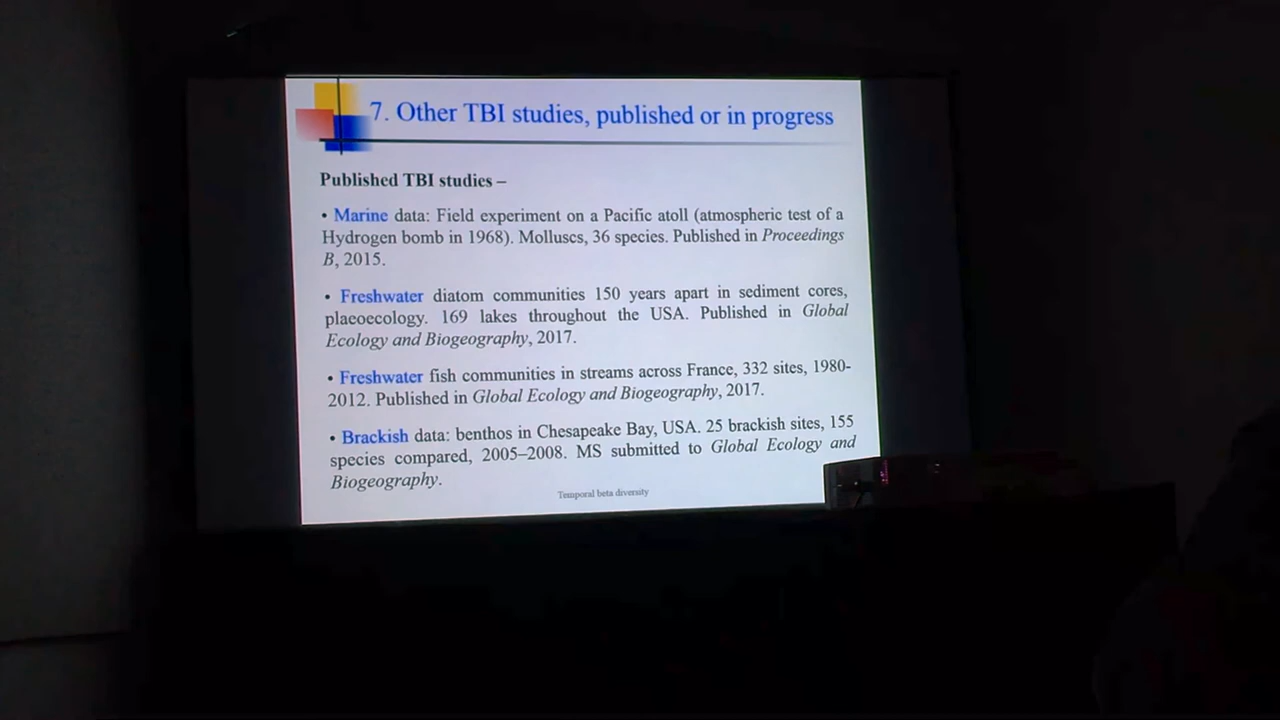 7. Other TBI studies, published or in progress
Published TBI studies –
• Marine data: Field experiment on a Pacific atoll (atmospheric test of a
Hydrogen bomb in 1968). Molluscs, 36 species. Published in Proceedings
B, 2015.
• Freshwater diatom communities 150 years apart in sediment cores,
plaeoecology. 169 lakes throughout the USA. Published in Global
Ecology and Biogeography, 2017.
• Freshwater fish communities in streams across France, 332 sites, 1980-
2012. Published in Global Ecology and Biogeography, 2017.
• Brackish data: benthos in Chesapeake Bay, USA. 25 brackish sites, 155
species compared, 2005–2008. MS submitted to Global Ecology and
Biogeography.
Temporal beta diversity